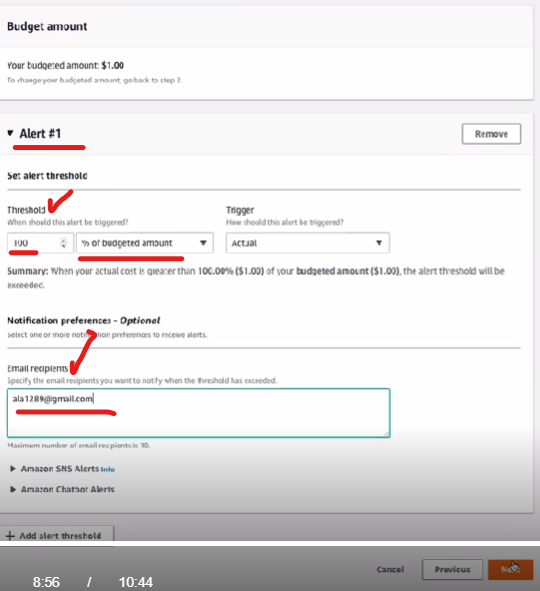 Budget amount
Your budgeted amount: $1.00
To change your budgeted amount, go back to step 2.
Alert #1
Remove
Set alert threshold
Threshold
Trigger
When should this alert be triggered?
How should this alert be triggered?
100
% of budgeted amount
Actual
Summary: When your actual cost is greater than 100.00% ($1.00) of your budgeted amount ($1.00), the alert threshold will be
exceeded.
Notification preferences - Optional
Select one or more notification preferences to receive alerts.
Email recipients
Specify the email recipients you want to notify when the threshold has exceeded.
ala1289@gmail.com
Maximum number of email recipients is 10.
Amazon SNS Alerts Info
Amazon Chatbot Alerts
+ Add alert threshold
Cancel
Previous
Next
8:56 / 10:44